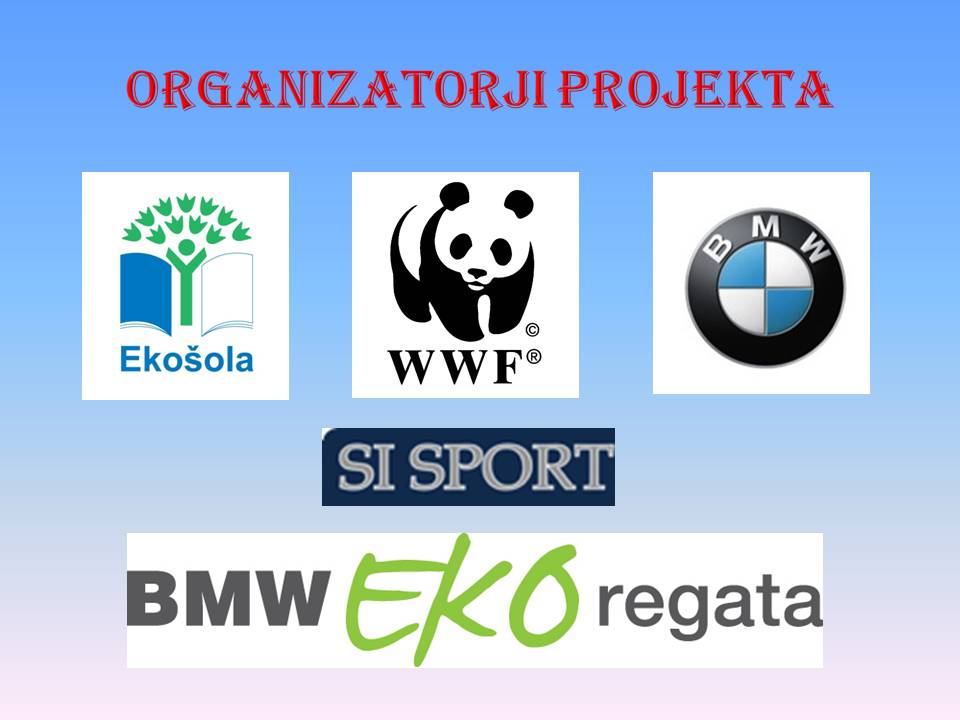 ORGANIZATORJI PROJEKTA
Ekošola
©
WWF®
BMW
SI SPORT
BMW EKO regata